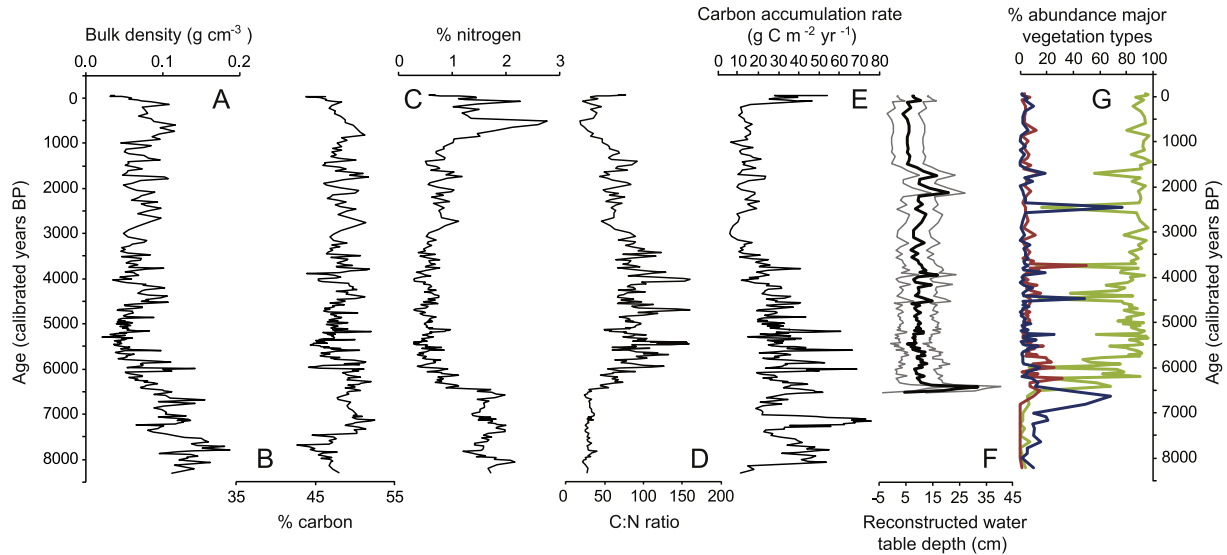 Carbon accumulation rate
% abundance major
Bulk density (g cm-3)
% nitrogen
(g C m-2 yr -1)
vegetation types
0.0 0.1 0.2
0 1 2 3
0 10 20 30 40 50 60 70 80
0 20 40 60 80 100
A
C
E
G
0
1000
2000
3000
4000
5000
6000
7000
8000
Age (calibrated years BP)
0
1000
2000
3000
4000
5000
6000
7000
8000
Age (calibrated years BP)
B
D
F
35 45 55
% carbon
0 50 100 150 200
C:N ratio
-5 5 15 25 35 45
Reconstructed water
table depth (cm)